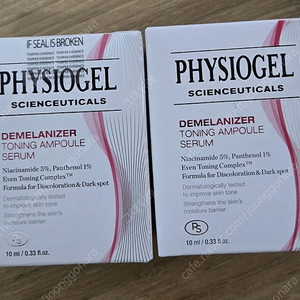 IF SEAL IS BROKEN
PHYSIOGEL
SCIENCEUTICALS
DEMELANIZER
TONING AMPOULE
SERUM
Niacinamide 5%, Panthenol 1%
Even Toning Complex™
Formula for Discoloration & Dark spot
Dermatologically tested
to improve skin tone
Strengthens the skin's
moisture barrier
10 ml / 0.33 fl.oz.
PHYSIOGEL
SCIENCEUTICALS
DEMELANIZER
TONING AMPOULE
SERUM
Niacinamide 5%, Panthenol 1%
Even Toning Complex™
Formula for Discoloration & Dark spot
Dermatologically tested
to improve skin tone
Strengthens the skin's
moisture barrier
PS
10 ml / 0.33 fl.oz.